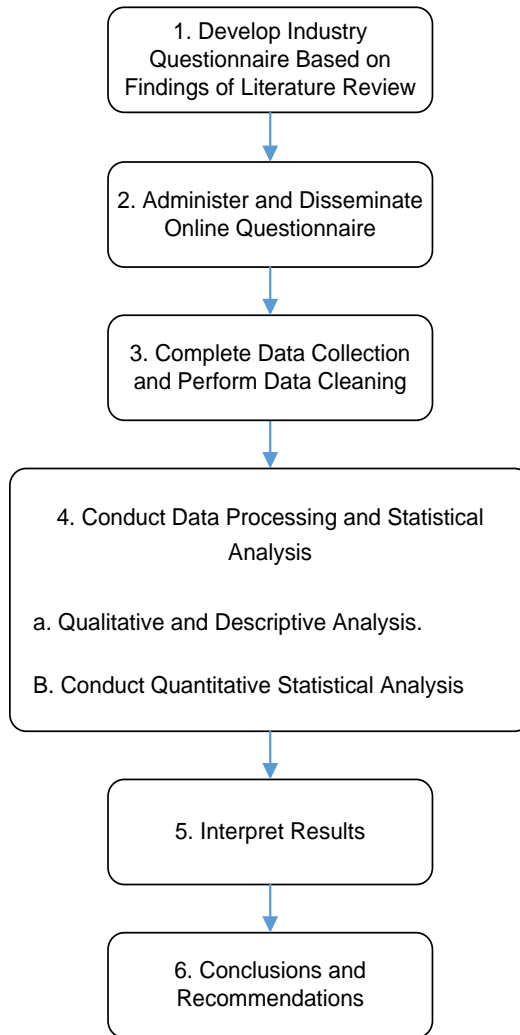 1. Develop Industry
Questionnaire Based on
Findings of Literature Review
2. Administer and Disseminate
Online Questionnaire
3. Complete Data Collection
and Perform Data Cleaning
4. Conduct Data Processing and Statistical
Analysis
a. Qualitative and Descriptive Analysis.
B. Conduct Quantitative Statistical Analysis
5. Interpret Results
6. Conclusions and
Recommendations